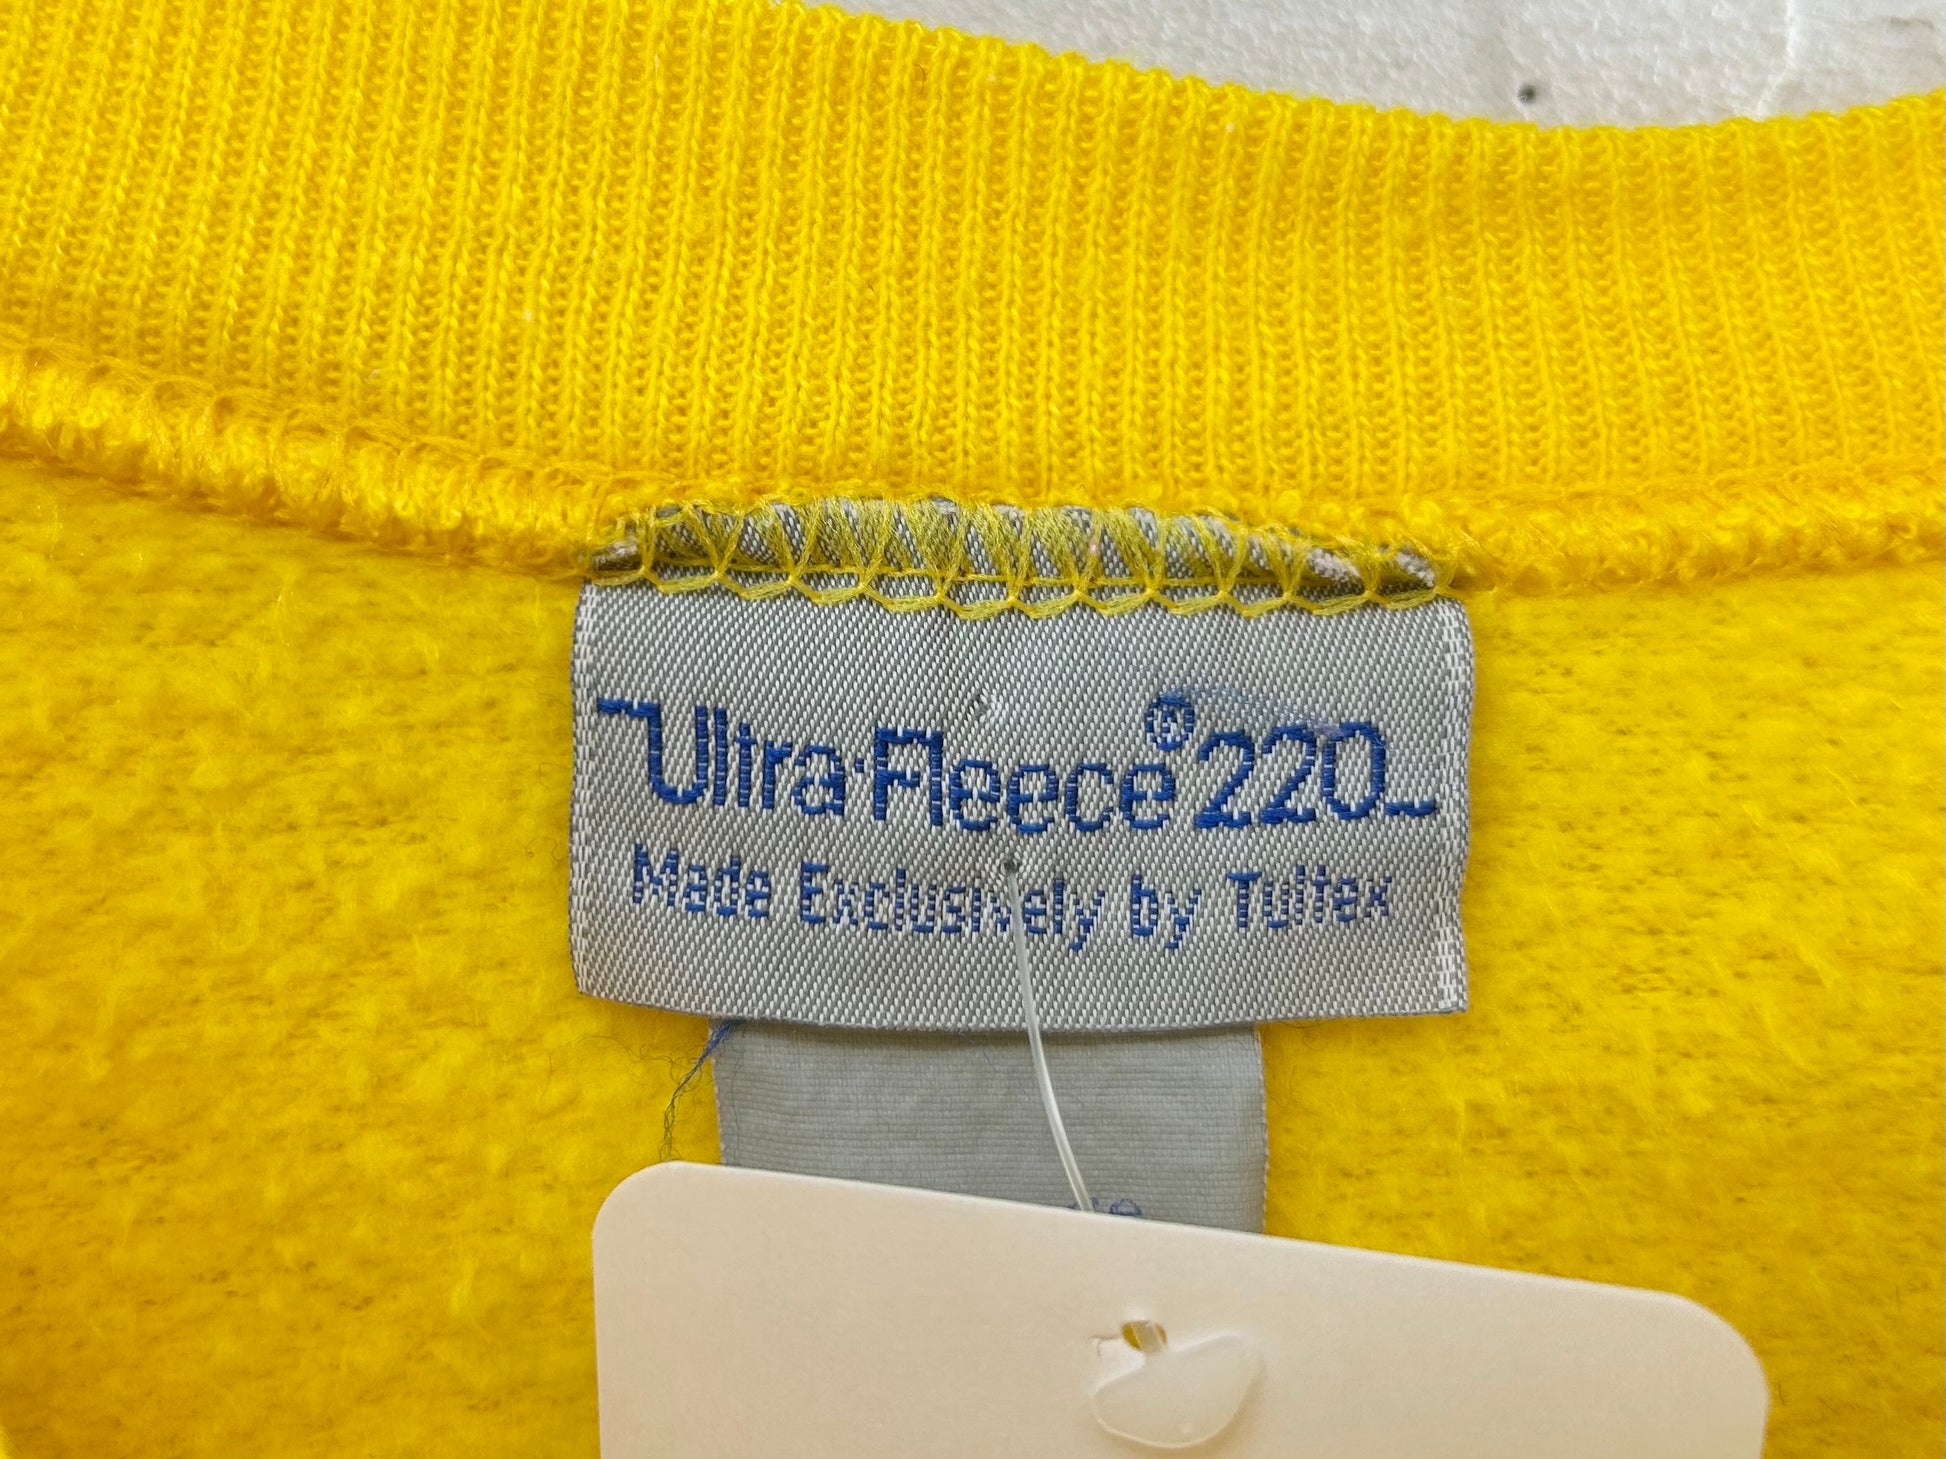 Ultra-Fleece® 220
Made Exclusively by Tultex